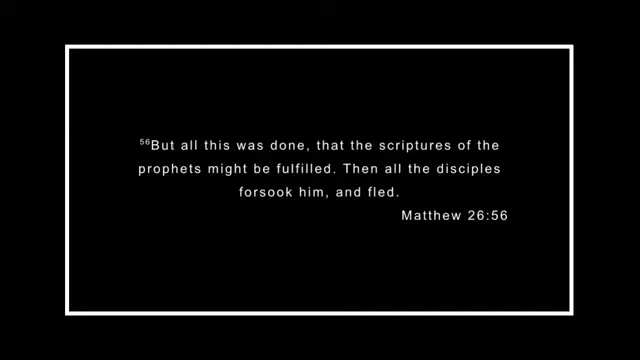 ⁵⁶But all this was done, that the scriptures of the
prophets might be fulfilled. Then all the disciples
forsook him, and fled.
Matthew 26:56